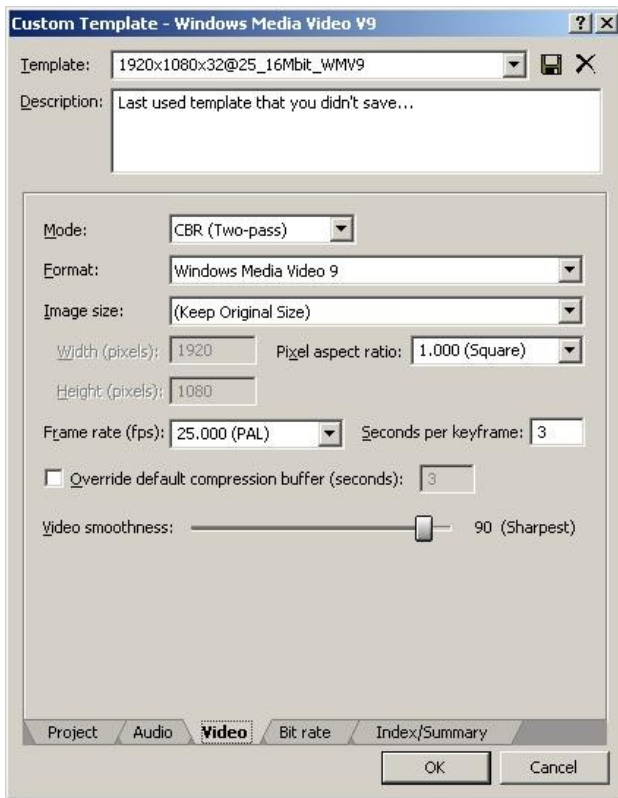 Custom Template - Windows Media Video V9
Template: 1920x1080x32@25_16Mbit_WMV9
Description: Last used template that you didn't save...
Mode: CBR (Two-pass)
Format: Windows Media Video 9
Image size: (Keep Original Size)
Width (pixels): 1920 Pixel aspect ratio: 1.000 (Square)
Height (pixels): 1080
Frame rate (fps): 25.000 (PAL) Seconds per keyframe: 3
Override default compression buffer (seconds): 3
Video smoothness: 90 (Sharpest)
Project Audio Video Bit rate Index/Summary
OK Cancel